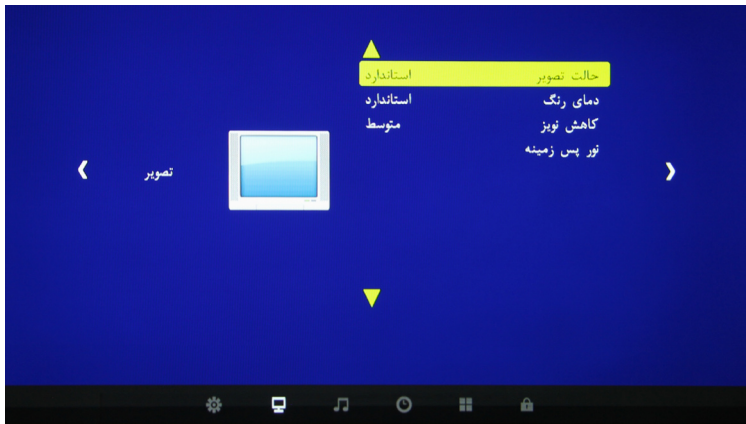 حالت تصویر استاندارد
دمای رنگ استاندارد
کاهش نویز متوسط
نور پس زمینه
تصویر